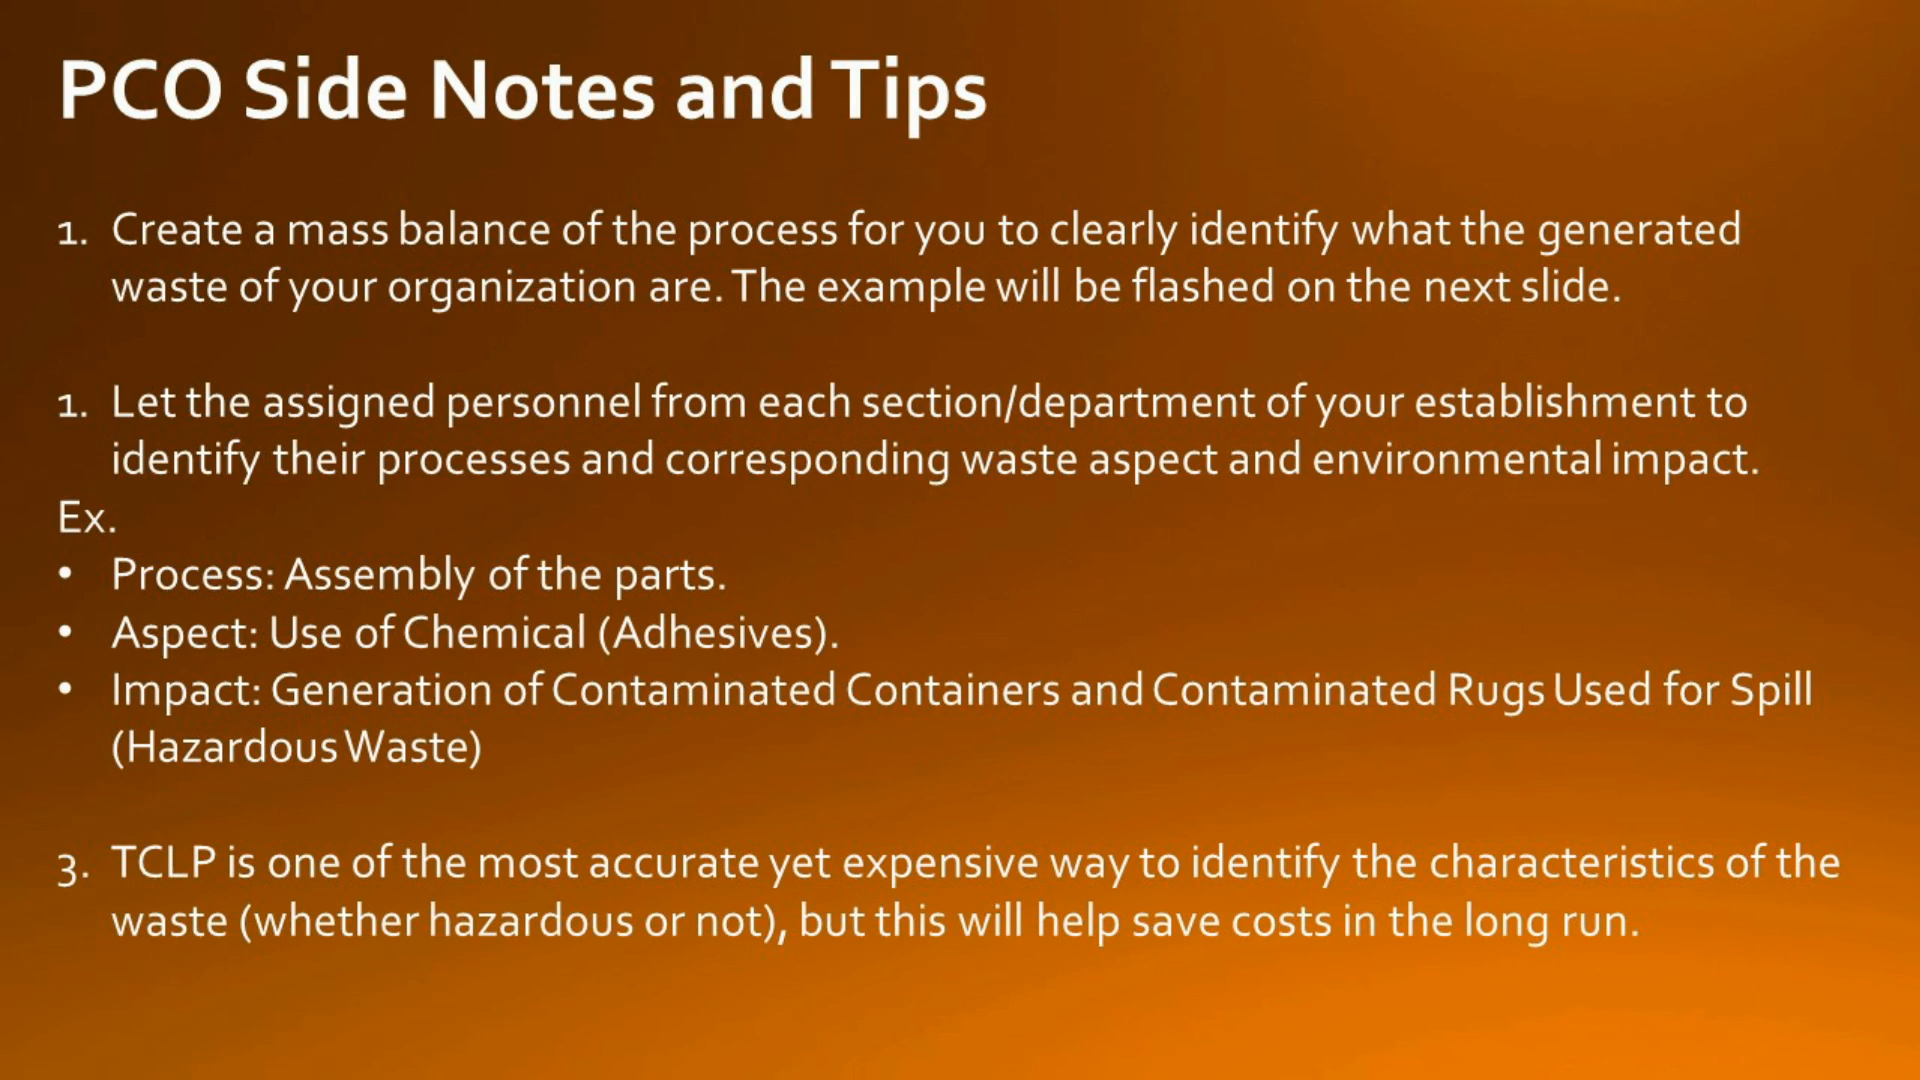 PCO Side Notes and Tips
1. Create a mass balance of the process for you to clearly identify what the generated
waste of your organization are. The example will be flashed on the next slide.
1. Let the assigned personnel from each section/department of your establishment to
identify their processes and corresponding waste aspect and environmental impact.
Ex.
• Process: Assembly of the parts.
• Aspect: Use of Chemical (Adhesives).
• Impact: Generation of Contaminated Containers and Contaminated Rugs Used for Spill
(Hazardous Waste)
3. TCLP is one of the most accurate yet expensive way to identify the characteristics of the
waste (whether hazardous or not), but this will help save costs in the long run.